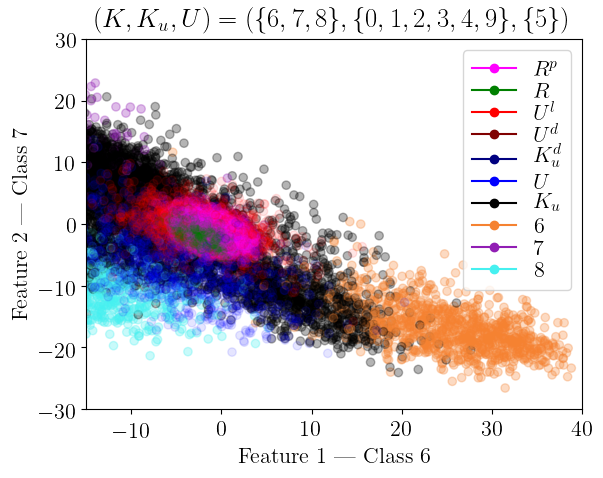 (K, K_u, U) = ({6, 7, 8}, {0, 1, 2, 3, 4, 9}, {5})
30
20
10
0
−10
−20
−30
Feature 2 — Class 7
R^p
R
U^l
U^d
K_u^d
U
K_u
6
7
8
−10 0 10 20 30 40
Feature 1 — Class 6